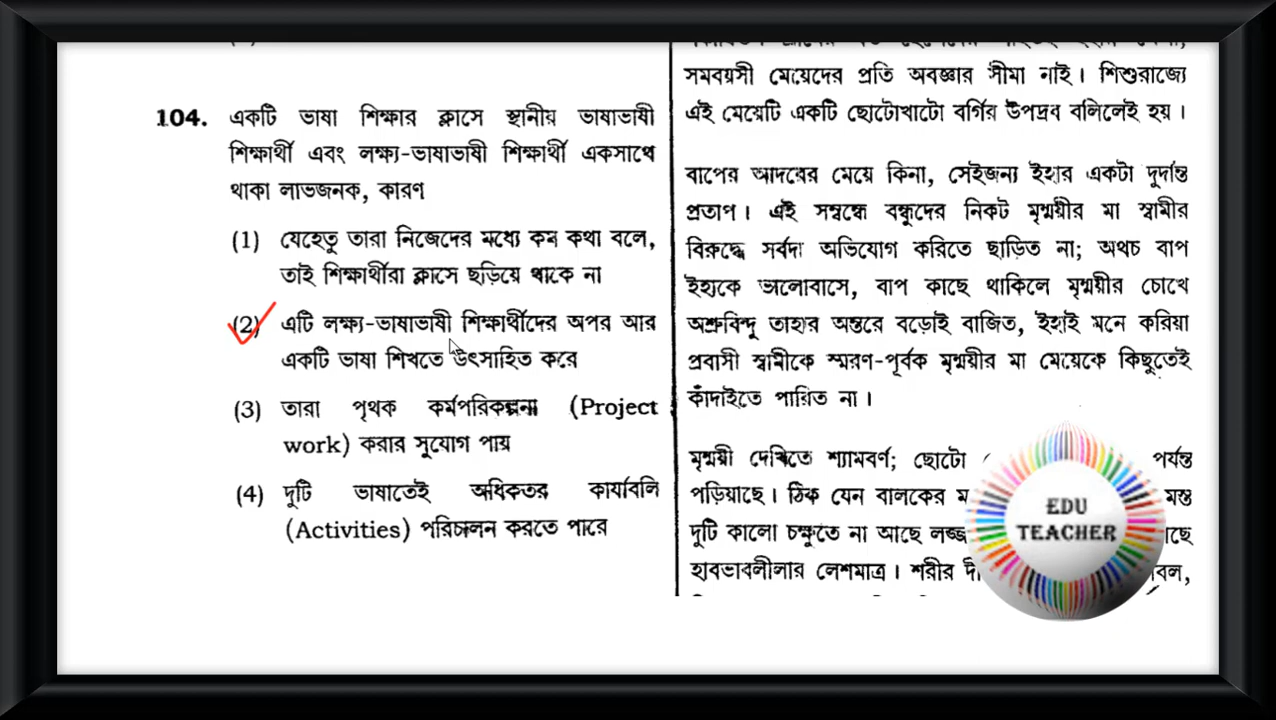 104. একটি ভাষা শিক্ষার ক্লাসে স্থানীয় ভাষাভাষী
শিক্ষার্থী এবং লক্ষ্য-ভাষাভাষী শিক্ষার্থী একসাথে
থাকা লাভজনক, কারণ
(1) যেহেতু তারা নিজেদের মধ্যে কম কথা বলে,
তাই শিক্ষার্থীরা ক্লাসে ছড়িয়ে থাকে না
(2) এটি লক্ষ্য-ভাষাভাষী শিক্ষার্থীদের অপর আর
একটি ভাষা শিখতে উৎসাহিত করে
(3) তারা পৃথক কর্মপরিকল্পনা (Project
work) করার সুযোগ পায়
(4) দুটি ভাষাতেই অধিকতর কার্যাবলি
(Activities) পরিচালন করতে পারে
সমবয়সী মেয়েদের প্রতি অবজ্ঞার সীমা নাই। শিশুরাজ্যে
এই মেয়েটি একটি ছোটোখাটো বর্গির উপদ্রব বলিলেই হয়।
বাপের আদরের মেয়ে কিনা, সেইজন্য ইহার একটা দুর্দান্ত
প্রতাপ। এই সম্বন্ধে বন্ধুদের নিকট মৃন্ময়ীর মা স্বামীর
বিরুদ্ধে সর্বদা অভিযোগ করিতে ছাড়িত না; অথচ বাপ
ইহাকে ভালোবাসে, বাপ কাছে থাকিলে মৃন্ময়ীর চোখে
অশ্রুবিন্দু তাহার অন্তরে বড়োই বাজিত, ইহাই মনে করিয়া
প্রবাসী স্বামীকে স্মরণ-পূর্বক মৃন্ময়ীর মা মেয়েকে কিছুতেই
কাঁদাইতে পারিত না।
মৃন্ময়ী দেখিতে শ্যামবর্ণ; ছোটো পর্যন্ত
পড়িয়াছে। ঠিক যেন বালকের মস্ত
দুটি কালো চক্ষুতে না আছে
হাবভাবলীলার লেশমাত্র। শরীর
EDU
TEACHER